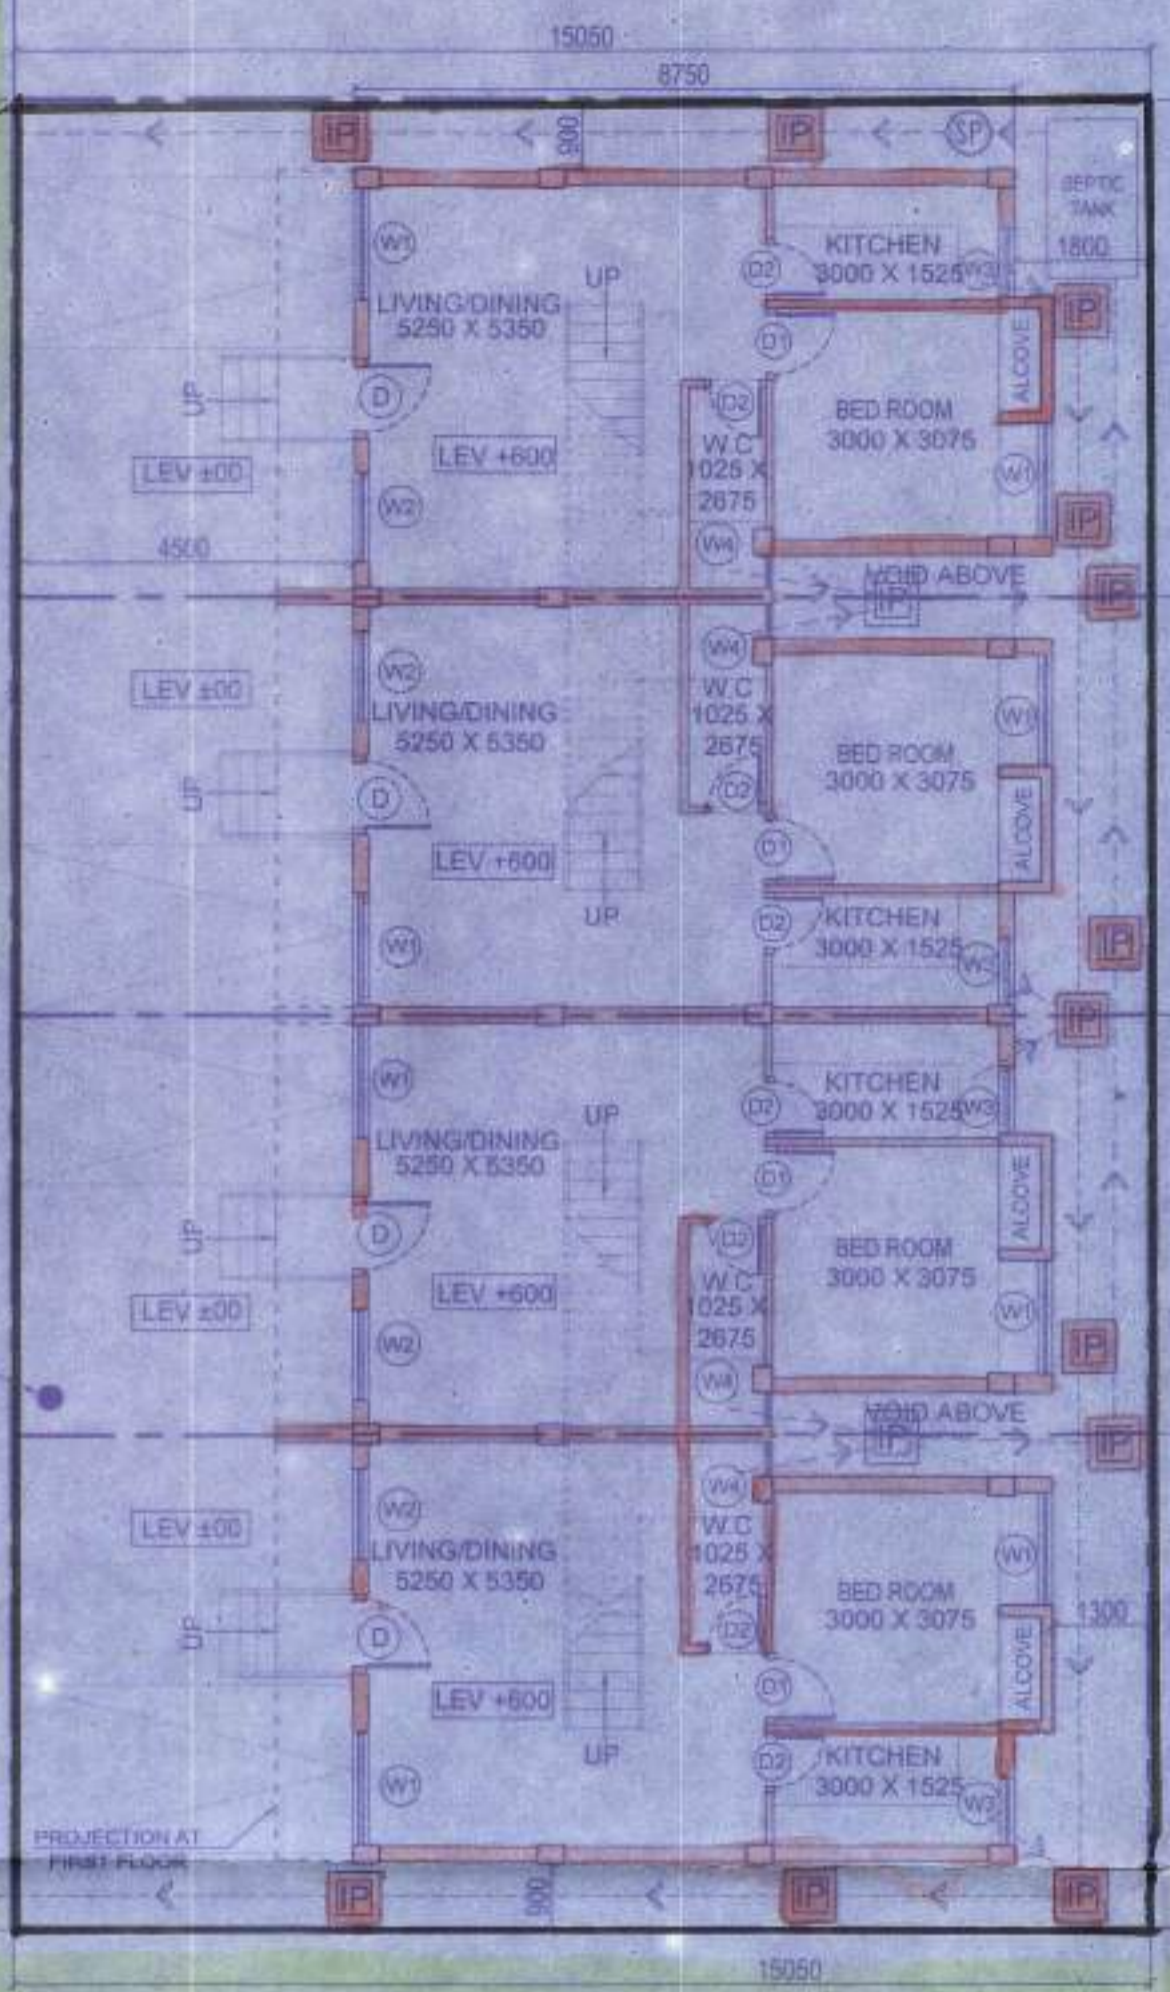 15050
8750
IP
900
IP
SP
SEPTIC
TANK
1800
W1
KITCHEN
3000 X 1525
W3
D2
UP
LIVING/DINING
5250 X 5350
IP
D1
ALCOVE
UP
D
D2
BED ROOM
3000 X 3075
LEV +600
W.C
1025 X
2675
LEV ±00
W1
W2
IP
4500
W4
VOID ABOVE
IP
IP
W2
W4
LEV ±00
W.C
1025 X
2675
W1
LIVING/DINING
5250 X 5350
BED ROOM
3000 X 3075
UP
D
D2
ALCOVE
D1
LEV +600
UP
D2
KITCHEN
3000 X 1525
W1
W3
IP
IP
W1
KITCHEN
3000 X 1525
W3
D2
UP
LIVING/DINING
5250 X 5350
D1
ALCOVE
UP
D
D2
BED ROOM
3000 X 3075
LEV +600
W.C
1025 X
2675
LEV ±00
W1
W2
IP
W4
VOID ABOVE
IP
IP
W2
W4
LEV ±00
W.C
1025 X
2675
W1
LIVING/DINING
5250 X 5350
BED ROOM
3000 X 3075
1300
UP
D
D2
ALCOVE
D1
LEV +600
UP
D2
KITCHEN
3000 X 1525
W1
W3
PROJECTION AT
FIRST FLOOR
IP
900
IP
IP
15050